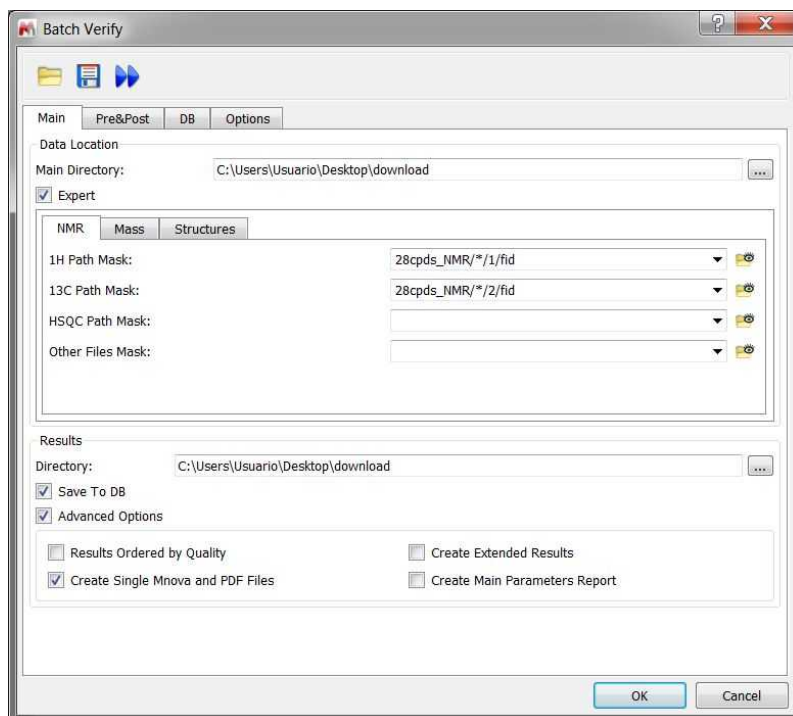 Batch Verify
Main Pre&Post DB Options
Data Location
Main Directory: C:\Users\Usuario\Desktop\download ...
Expert
NMR Mass Structures
1H Path Mask: 28cpds_NMR/*/1/fid
13C Path Mask: 28cpds_NMR/*/2/fid
HSQC Path Mask:
Other Files Mask:
Results
Directory: C:\Users\Usuario\Desktop\download ...
Save To DB
Advanced Options
Results Ordered by Quality Create Extended Results
Create Single Mnova and PDF Files Create Main Parameters Report
OK Cancel